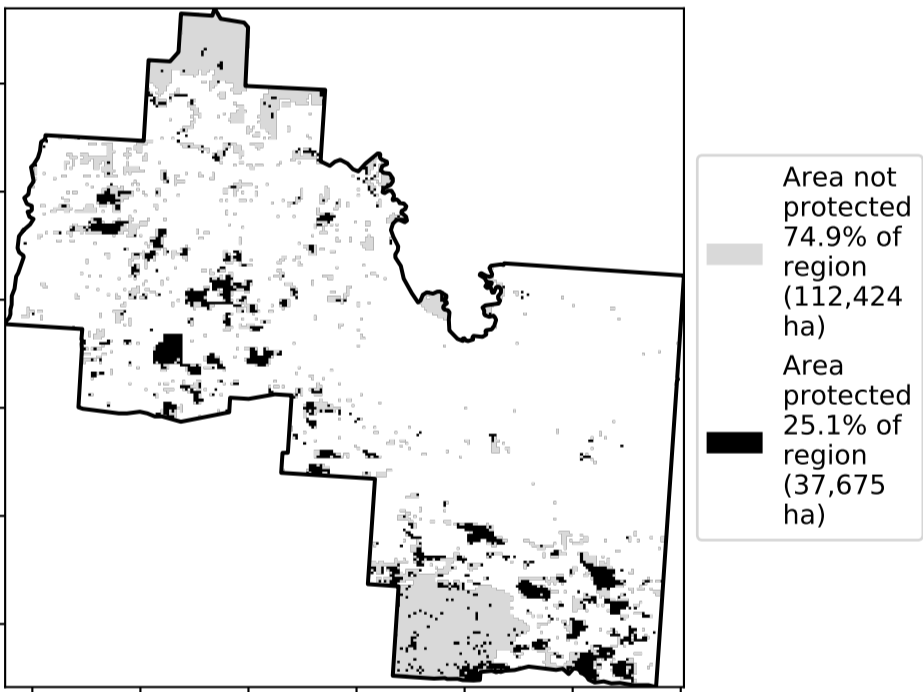 Area not
protected
74.9% of
region
(112,424
ha)
Area
protected
25.1% of
region
(37,675
ha)